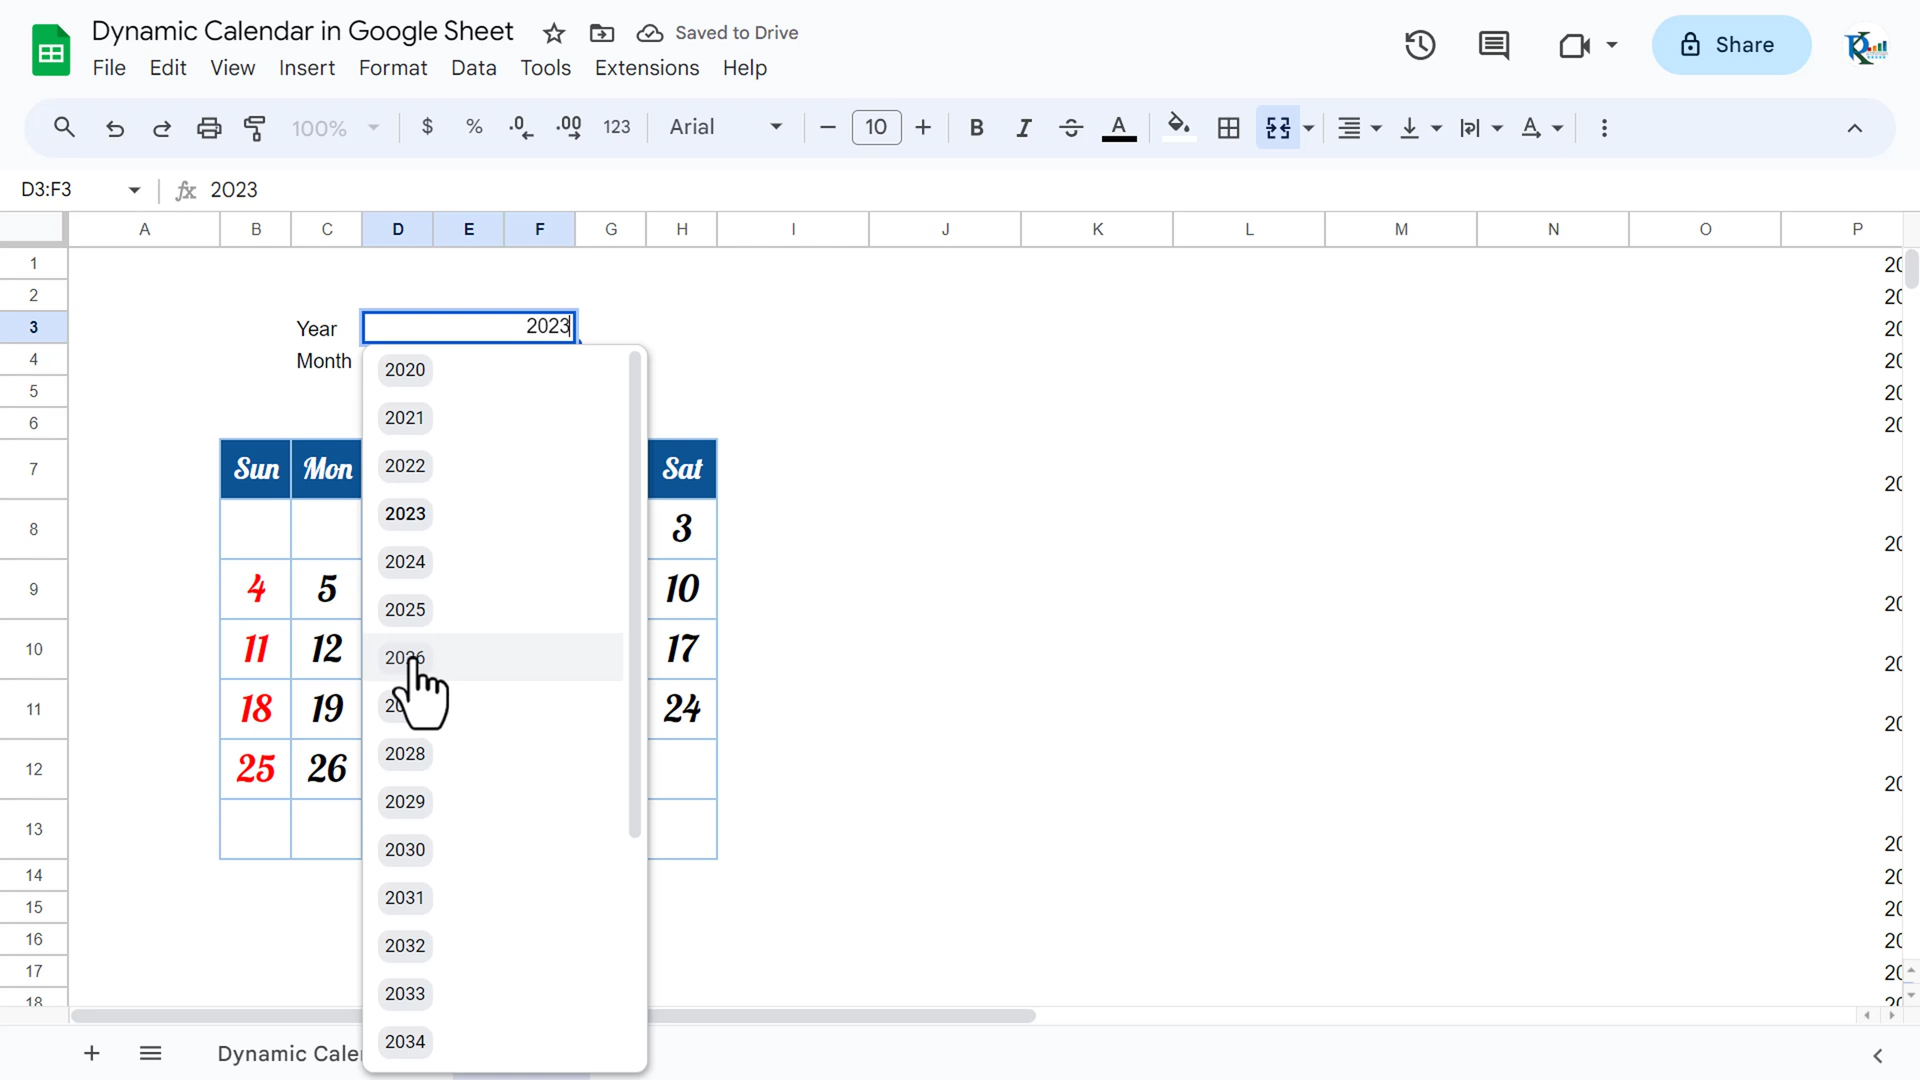 Dynamic Calendar in Google Sheet Saved to Drive
File Edit View Insert Format Data Tools Extensions Help
Share
100% $ % .0 .00 123 Arial 10 B I A
D3:F3 fx 2023
A B C D E F G H I J K L M N O P
1
2
3 Year 2023
4 Month
2020
5
2021
6
2022
7 Sun Mon Sat
2023
8 3
2024
9 4 5 10
2025
10 11 12 17
11 18 19 24
2028
12 25 26
2029
13
2030
14
2031
15
2032
16
17
2033
18
2034
Dynamic